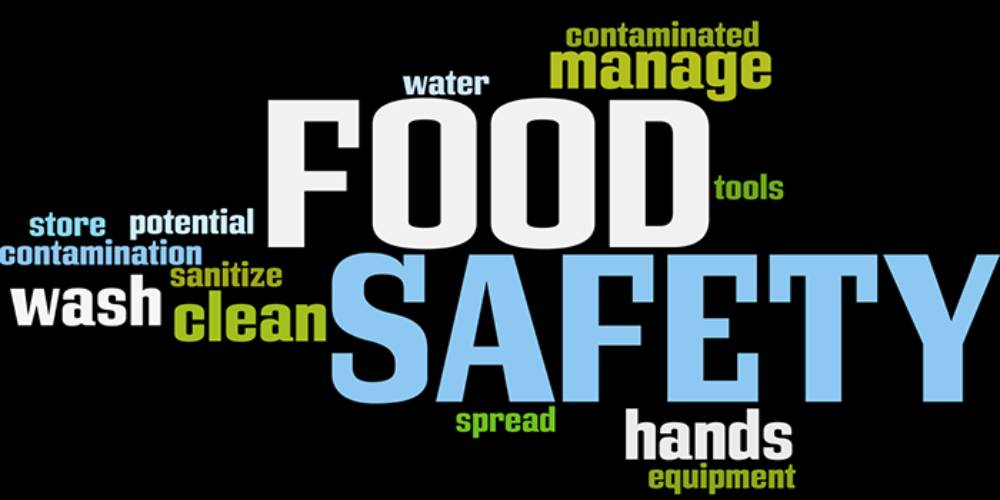 contaminated
manage
water
FOOD
tools
store potential
contamination
sanitize
wash clean
SAFETY
spread
hands
equipment